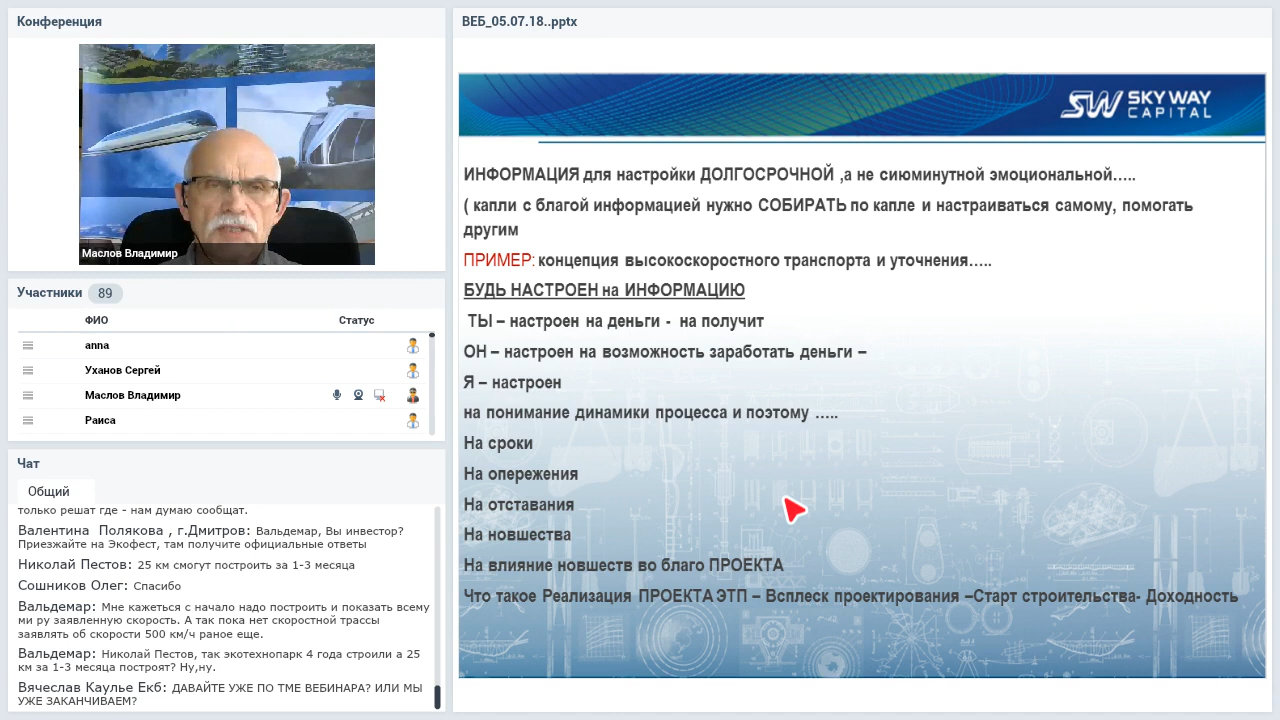 Конференция
Маслов Владимир
Участники 89
ФИО Статус
anna
Уханов Сергей
Маслов Владимир
Раиса
Чат
Общий
только решат где - нам думаю сообщат.
Валентина Полякова , г.Дмитров: Вальдемар, Вы инвестор?
Приезжайте на Экофест, там получите официальные ответы
Николай Пестов: 25 км смогут построить за 1-3 месяца
Сошников Олег: Спасибо
Вальдемар: Мне кажеться с начало надо построить и показать всему
ми ру заявленную скорость. А так пока нет скоростной трассы
заявлять об скорости 500 км/ч раное еще.
Вальдемар: Николай Пестов, так экотехнопарк 4 года строили а 25
км за 1-3 месяца построят? Ну,ну.
Вячеслав Каулье Екб: ДАВАЙТЕ УЖЕ ПО ТМЕ ВЕБИНАРА? ИЛИ МЫ
УЖЕ ЗАКАНЧИВАЕМ?
ВЕБ_05.07.18..pptx
SW SKY WAY
CAPITAL
ИНФОРМАЦИЯ для настройки ДОЛГОСРОЧНОЙ ,а не сиюминутной эмоциональной…..
( капли с благой информацией нужно СОБИРАТЬ по капле и настраиваться самому, помогать
другим
ПРИМЕР: концепция высокоскоростного транспорта и уточнения…..
БУДЬ НАСТРОЕН на ИНФОРМАЦИЮ
ТЫ – настроен на деньги - на получит
ОН – настроен на возможность заработать деньги –
Я – настроен
на понимание динамики процесса и поэтому …..
На сроки
На опережения
На отставания
На новшества
На влияние новшеств во благо ПРОЕКТА
Что такое Реализация ПРОЕКТА ЭТП – Всплеск проектирования –Старт строительства- Доходность